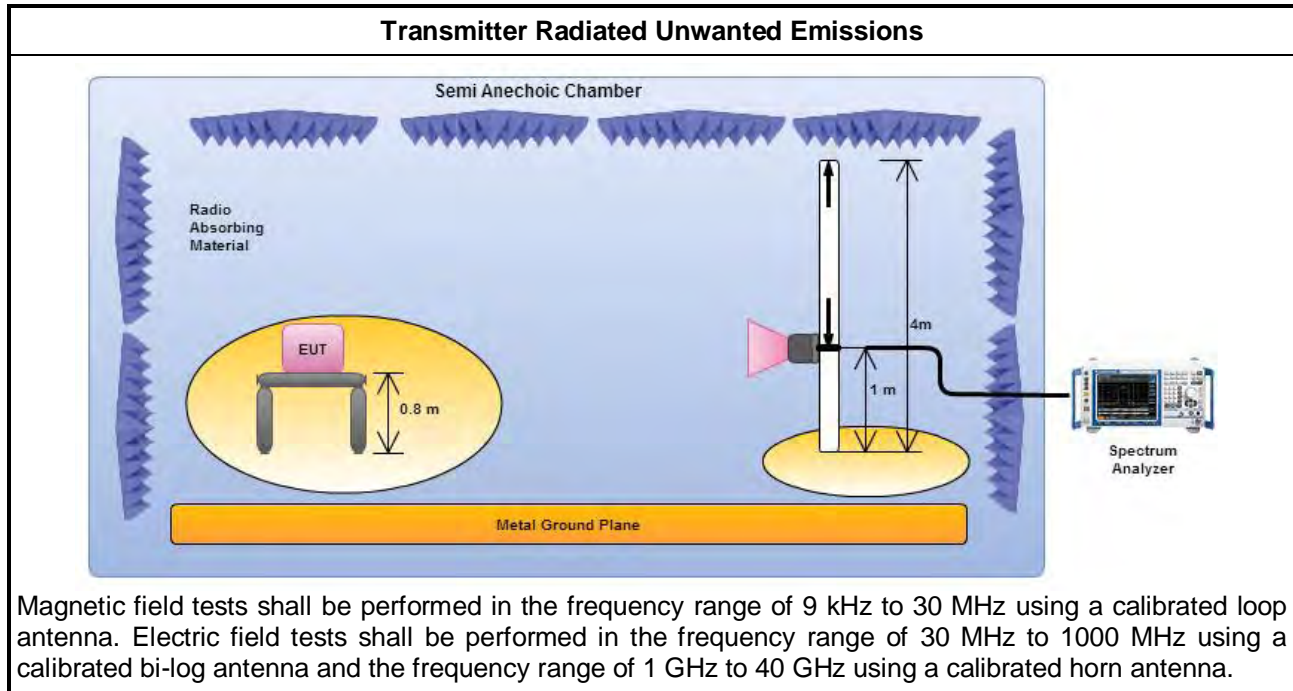 Transmitter Radiated Unwanted Emissions
Semi Anechoic Chamber
Radio
Absorbing
Material
EUT
0.8 m
4m
1 m
Spectrum
Analyzer
Metal Ground Plane
Magnetic field tests shall be performed in the frequency range of 9 kHz to 30 MHz using a calibrated loop
antenna. Electric field tests shall be performed in the frequency range of 30 MHz to 1000 MHz using a
calibrated bi-log antenna and the frequency range of 1 GHz to 40 GHz using a calibrated horn antenna.